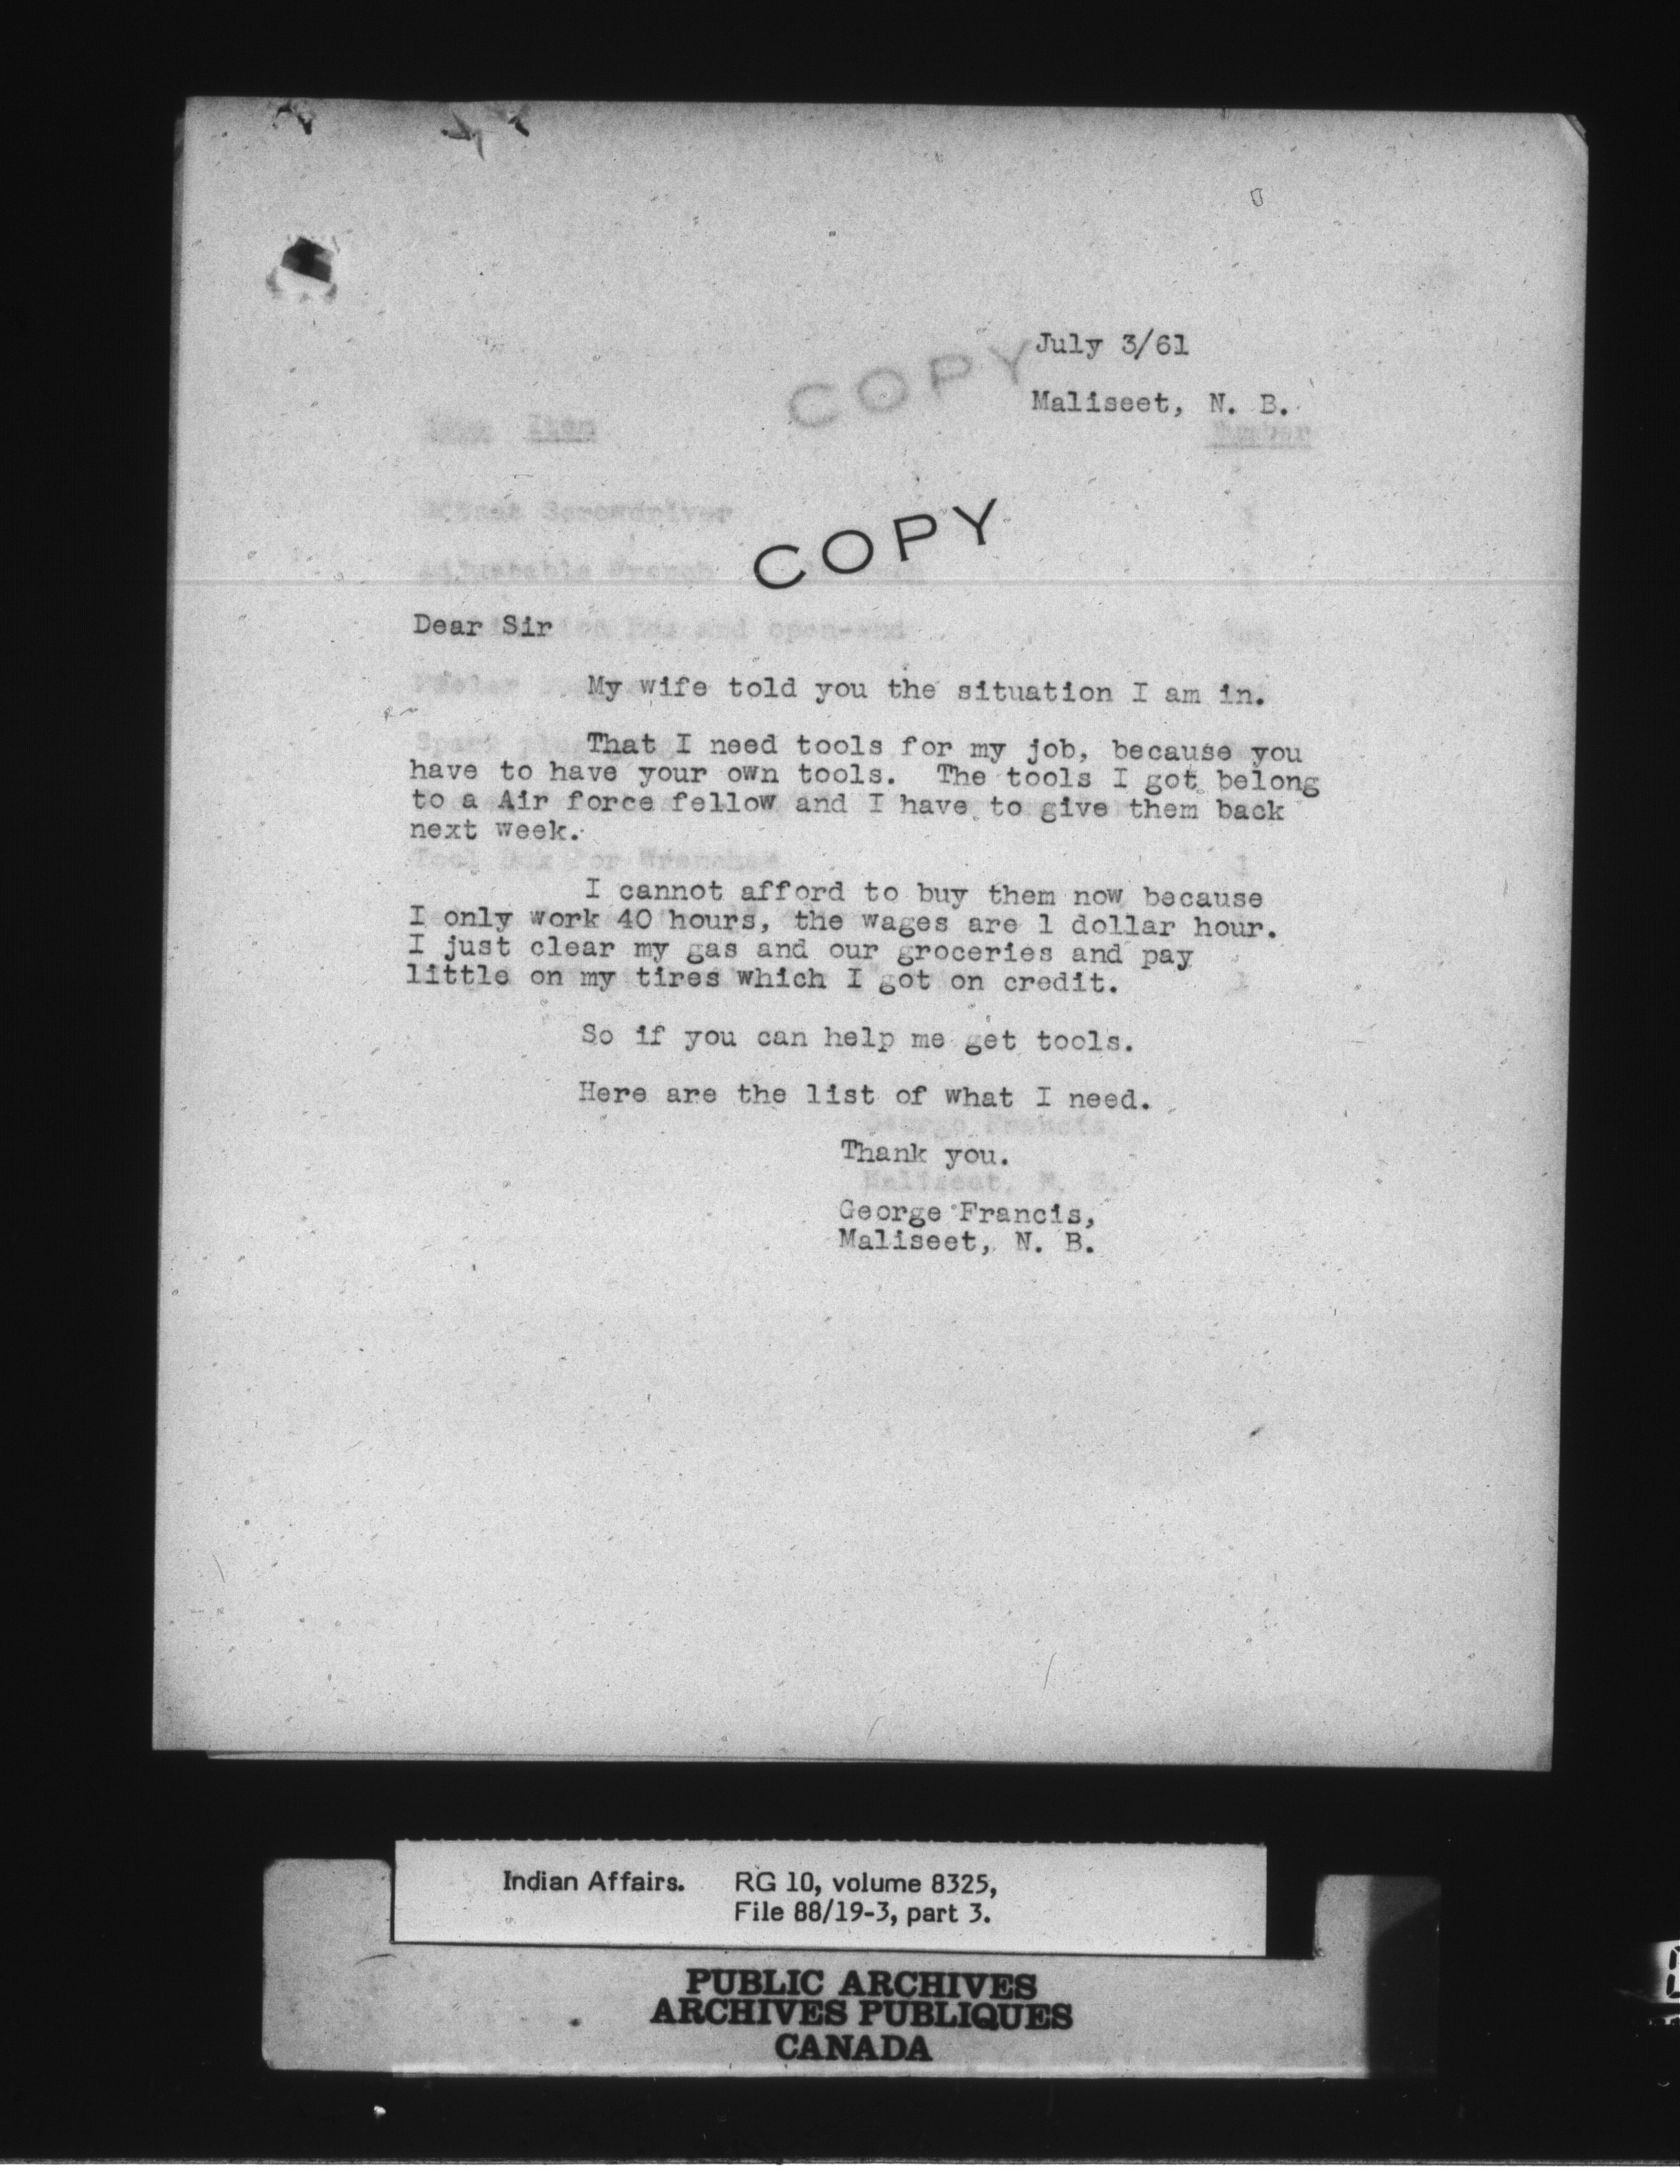 July 3/61
COPY
Maliseet, N. B.
Item
Number
Screwdriver
COPY
Dear Sir
My wife told you the situation I am in.
That I need tools for my job, because you
have to have your own tools. The tools I got belong
to a Air force fellow and I have to give them back
next week.
I cannot afford to buy them now because
I only work 40 hours, the wages are 1 dollar hour.
I just clear my gas and our groceries and pay
little on my tires which I got on credit.
So if you can help me get tools.
Here are the list of what I need.
Thank you.
George Francis,
Maliseet, N. B.
Indian Affairs. RG 10, volume 8325,
File 88/19-3, part 3.
PUBLIC ARCHIVES
ARCHIVES PUBLIQUES
CANADA